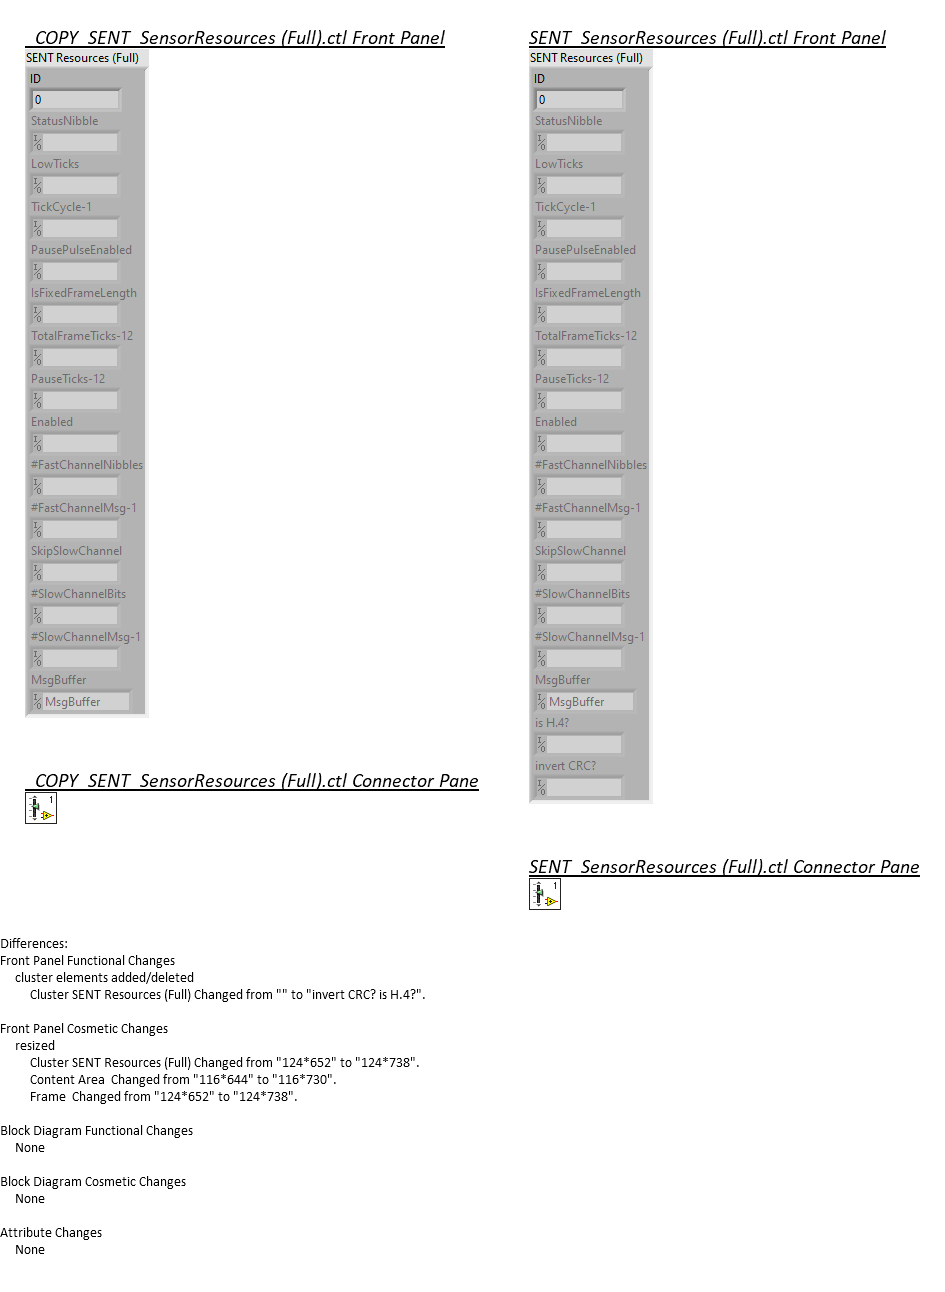 _COPY_SENT_SensorResources (Full).ctl Front Panel
SENT Resources (Full)
ID
0
StatusNibble
LowTicks
TickCycle-1
PausePulseEnabled
IsFixedFrameLength
TotalFrameTicks-12
PauseTicks-12
Enabled
#FastChannelNibbles
#FastChannelMsg-1
SkipSlowChannel
#SlowChannelBits
#SlowChannelMsg-1
MsgBuffer
MsgBuffer
_COPY_SENT_SensorResources (Full).ctl Connector Pane
1
SENT_SensorResources (Full).ctl Front Panel
SENT Resources (Full)
ID
0
StatusNibble
LowTicks
TickCycle-1
PausePulseEnabled
IsFixedFrameLength
TotalFrameTicks-12
PauseTicks-12
Enabled
#FastChannelNibbles
#FastChannelMsg-1
SkipSlowChannel
#SlowChannelBits
#SlowChannelMsg-1
MsgBuffer
MsgBuffer
is H.4?
invert CRC?
SENT_SensorResources (Full).ctl Connector Pane
1
Differences:
Front Panel Functional Changes
cluster elements added/deleted
Cluster SENT Resources (Full) Changed from "" to "invert CRC? is H.4?".
Front Panel Cosmetic Changes
resized
Cluster SENT Resources (Full) Changed from "124*652" to "124*738".
Content Area  Changed from "116*644" to "116*730".
Frame  Changed from "124*652" to "124*738".
Block Diagram Functional Changes
None
Block Diagram Cosmetic Changes
None
Attribute Changes
None